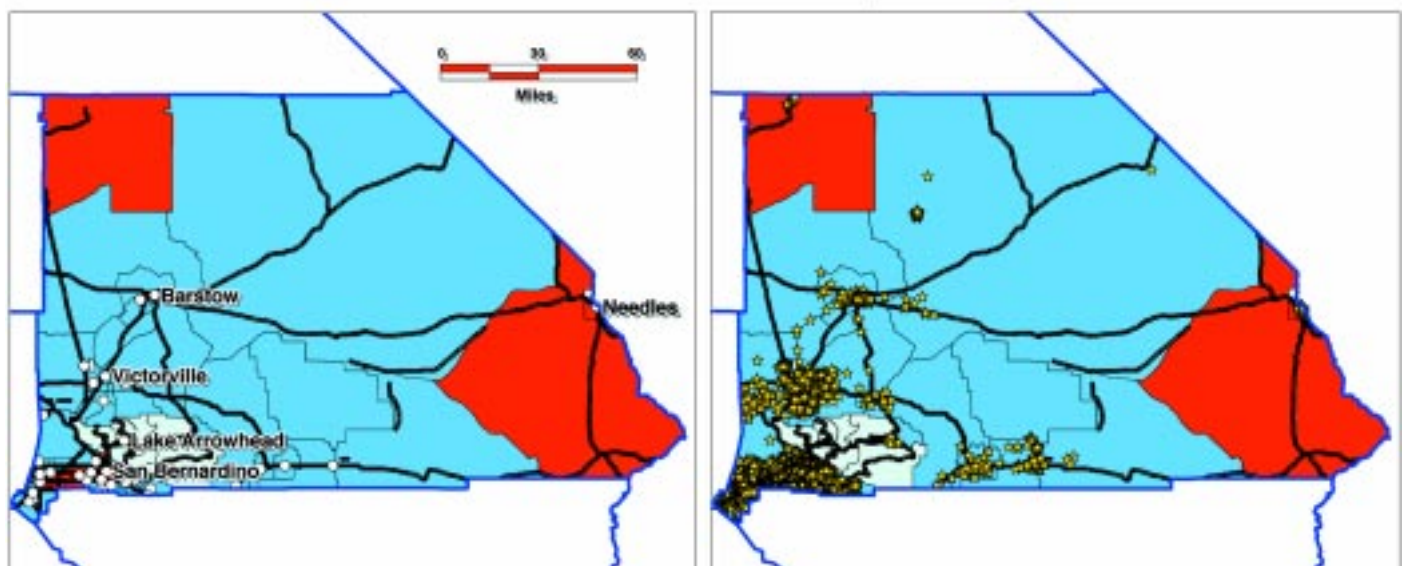 0 30 60
Miles
Barstow
Needles
Victorville
Lake Arrowhead
San Bernardino